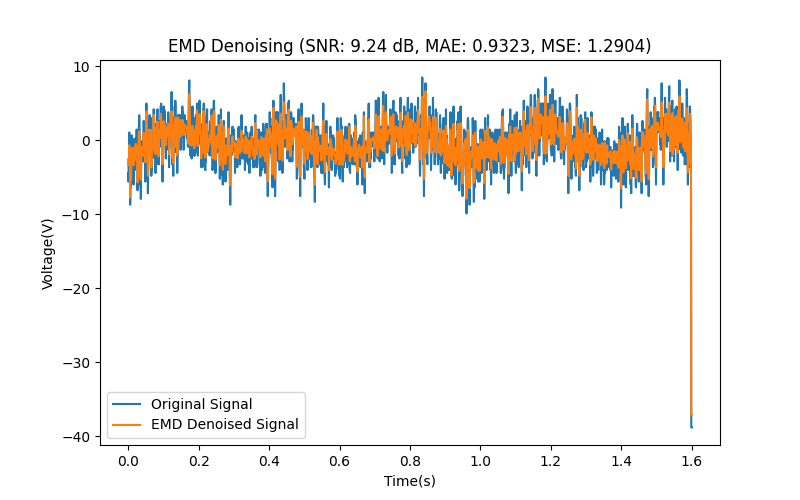 EMD Denoising (SNR: 9.24 dB, MAE: 0.9323, MSE: 1.2904)
10
0
−10
−20
−30
−40
Voltage(V)
Original Signal
EMD Denoised Signal
0.0 0.2 0.4 0.6 0.8 1.0 1.2 1.4 1.6
Time(s)